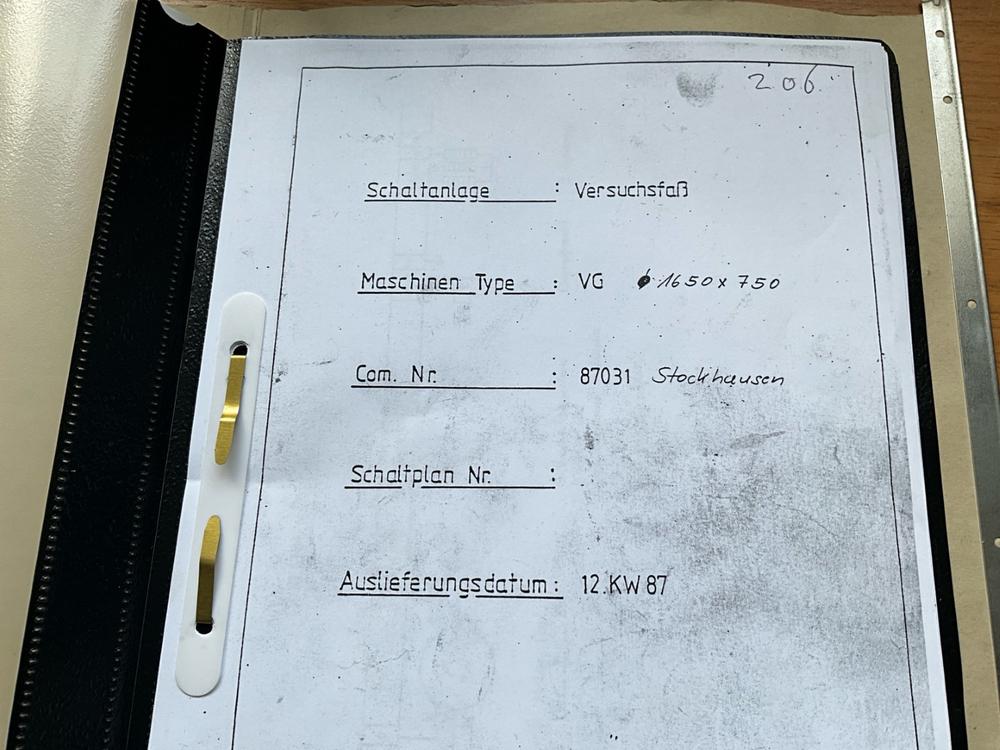 206
Schaltanlage : Versuchsfaß
Maschinen Type : VG ϕ 1650 x 750
Com. Nr. : 87031 Stockhausen
Schaltplan Nr. :
Auslieferungsdatum : 12.KW 87